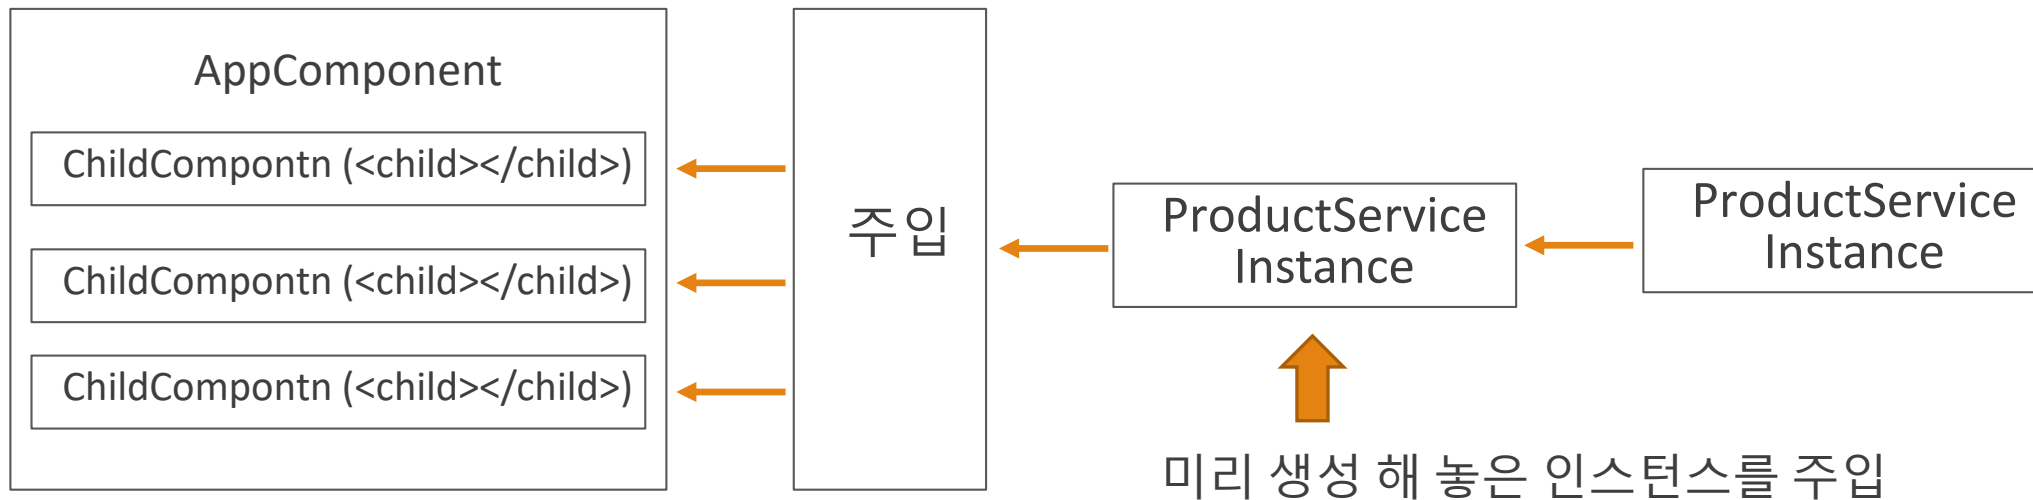 AppComponent
ChildCompontn (<child></child>)
ChildCompontn (<child></child>)
ChildCompontn (<child></child>)
주입
ProductService
Instance
ProductService
Instance
미리 생성 해 놓은 인스턴스를 주입